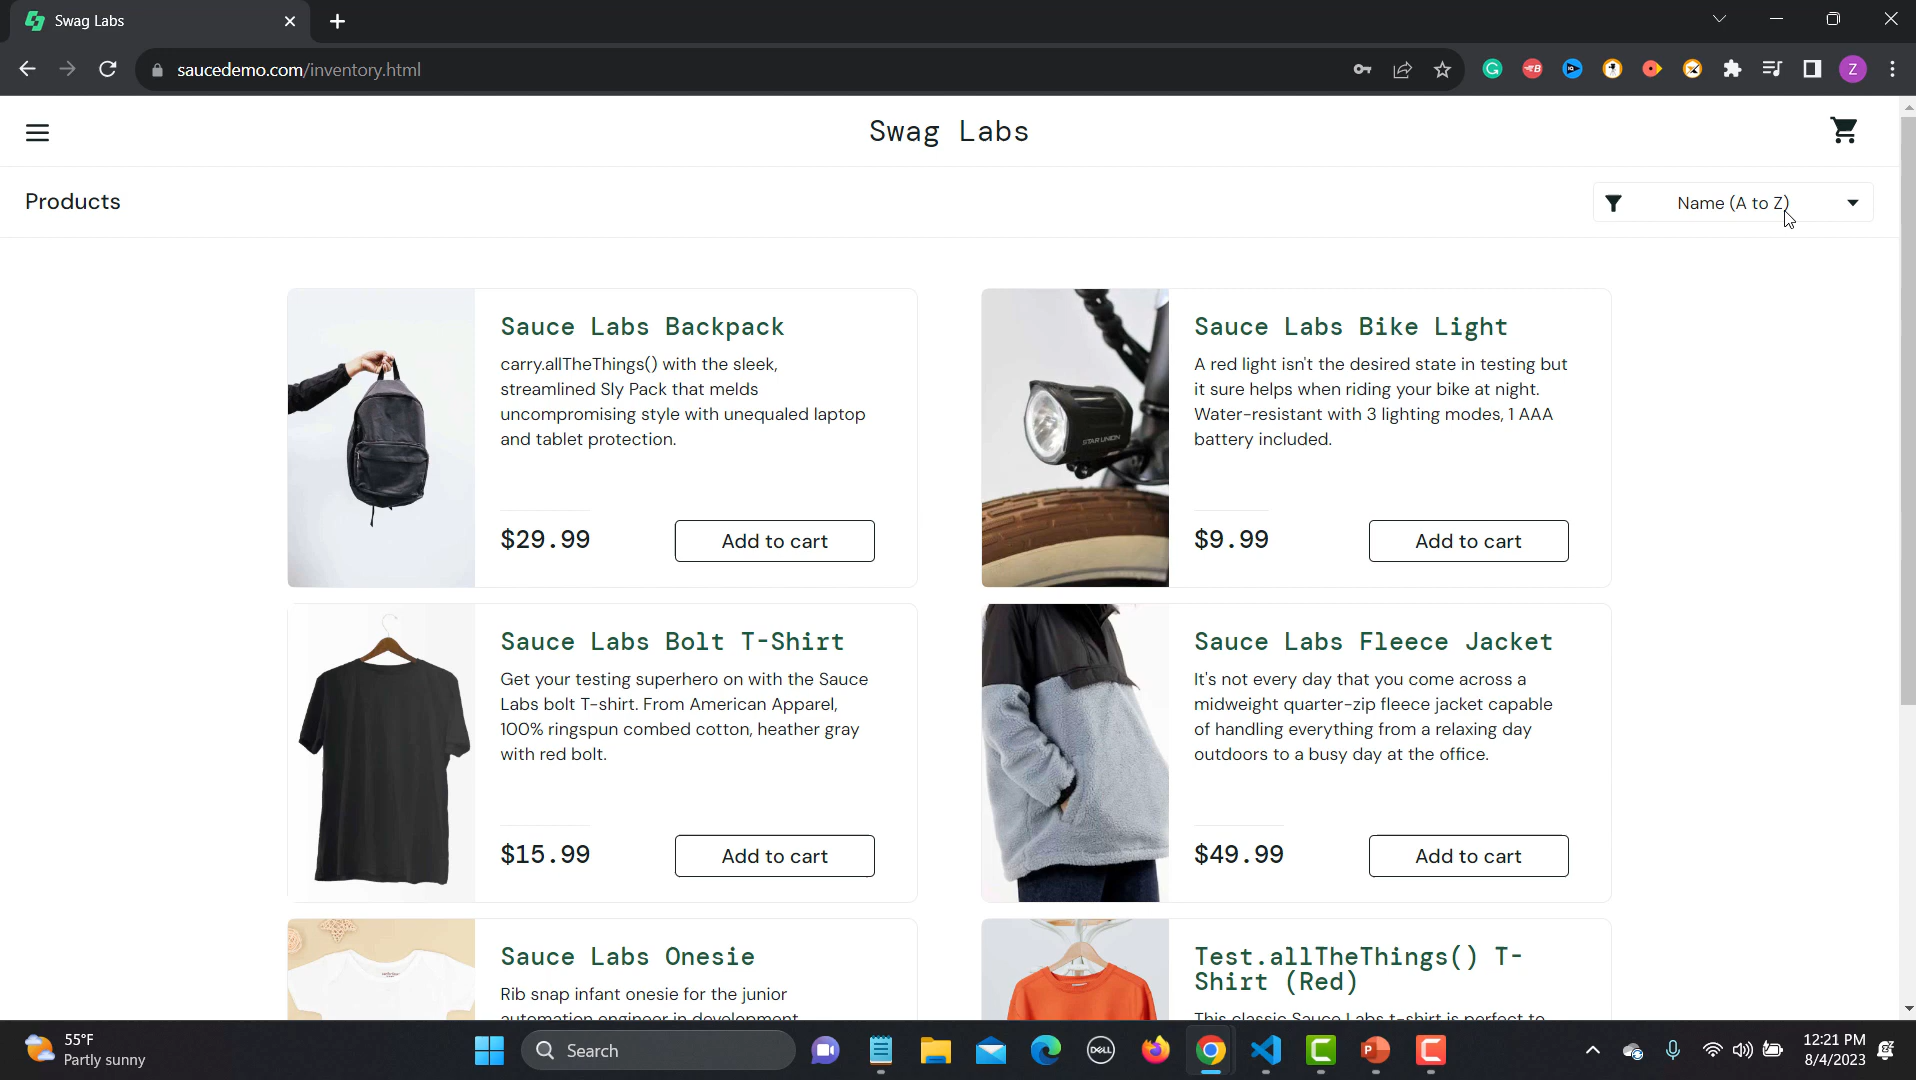 Swag Labs
saucedemo.com/inventory.html
Z
Swag Labs
Products
Name (A to Z)
Sauce Labs Backpack
carry.allTheThings() with the sleek,
streamlined Sly Pack that melds
uncompromising style with unequaled laptop
and tablet protection.
$29.99
Add to cart
STAR UNION
Sauce Labs Bike Light
A red light isn't the desired state in testing but
it sure helps when riding your bike at night.
Water-resistant with 3 lighting modes, 1 AAA
battery included.
$9.99
Add to cart
Sauce Labs Bolt T-Shirt
Get your testing superhero on with the Sauce
Labs bolt T-shirt. From American Apparel,
100% ringspun combed cotton, heather gray
with red bolt.
$15.99
Add to cart
Sauce Labs Fleece Jacket
It's not every day that you come across a
midweight quarter-zip fleece jacket capable
of handling everything from a relaxing day
outdoors to a busy day at the office.
$49.99
Add to cart
Sauce Labs Onesie
Rib snap infant onesie for the junior
automation engineer in development.
Test.allTheThings() T-
Shirt (Red)
This classic Sauce Labs t-shirt is perfect to
55°F
Partly sunny
Search
DELL
12:21 PM
8/4/2023